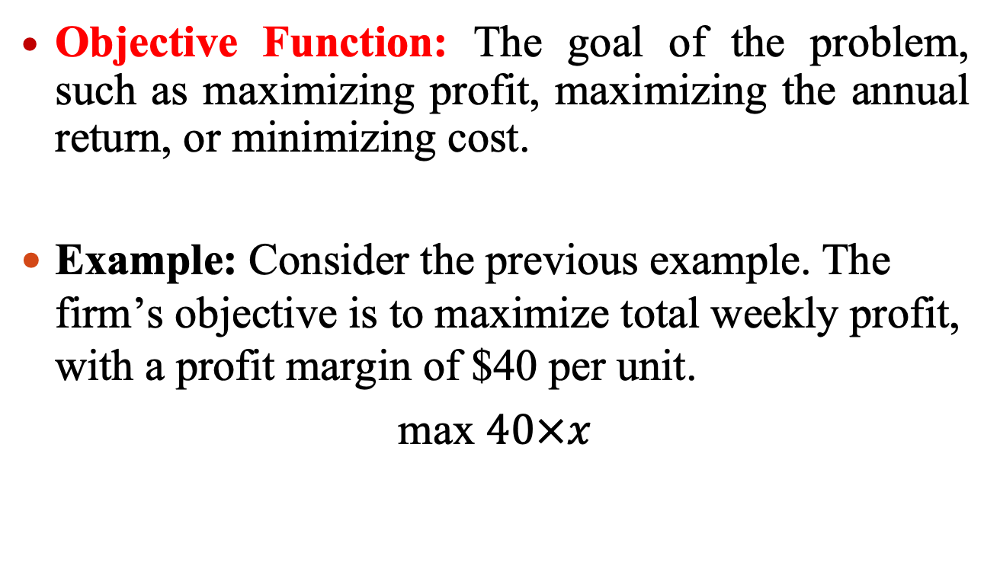 • Objective Function: The goal of the problem,
such as maximizing profit, maximizing the annual
return, or minimizing cost.
• Example: Consider the previous example. The
firm’s objective is to maximize total weekly profit,
with a profit margin of $40 per unit.
max 40×x